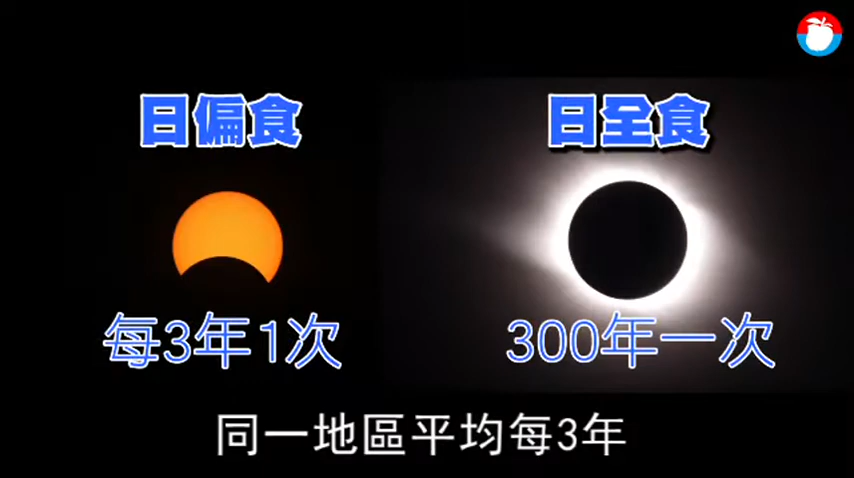 日偏食
日全食
每3年1次
300年一次
同一地區平均每3年